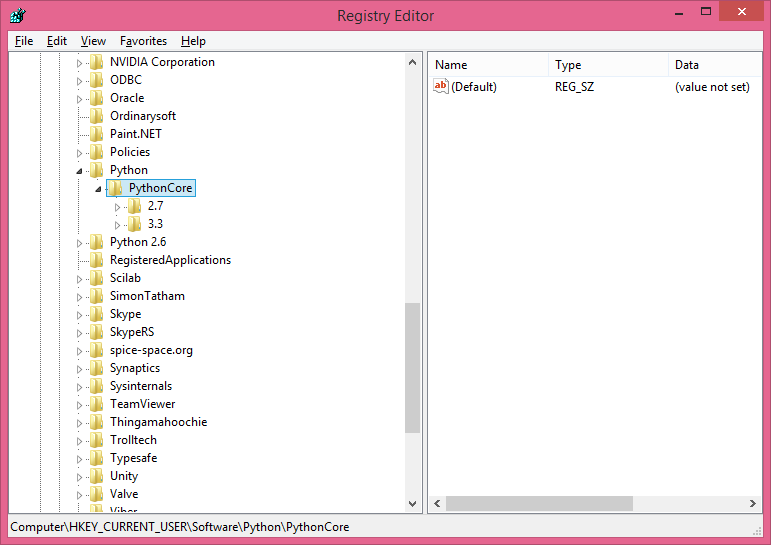 Registry Editor
File Edit View Favorites Help
NVIDIA Corporation
ODBC
Oracle
Ordinarysoft
Paint.NET
Policies
Python
PythonCore
2.7
3.3
Python 2.6
RegisteredApplications
Scilab
SimonTatham
Skype
SkypeRS
spice-space.org
Synaptics
Sysinternals
TeamViewer
Thingamahoochie
Trolltech
Typesafe
Unity
Valve
Viber
Name Type Data
ab (Default) REG_SZ (value not set)
Computer\HKEY_CURRENT_USER\Software\Python\PythonCore